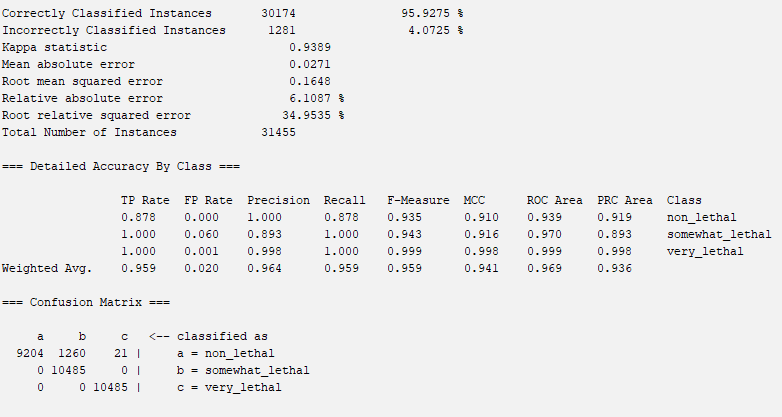 Correctly Classified Instances 30174 95.9275 %
Incorrectly Classified Instances 1281 4.0725 %
Kappa statistic 0.9389
Mean absolute error 0.0271
Root mean squared error 0.1648
Relative absolute error 6.1087 %
Root relative squared error 34.9535 %
Total Number of Instances 31455
=== Detailed Accuracy By Class ===
TP Rate FP Rate Precision Recall F-Measure MCC ROC Area PRC Area Class
0.878 0.000 1.000 0.878 0.935 0.910 0.939 0.919 non_lethal
1.000 0.060 0.893 1.000 0.943 0.916 0.970 0.893 somewhat_lethal
1.000 0.001 0.998 1.000 0.999 0.998 0.999 0.998 very_lethal
Weighted Avg. 0.959 0.020 0.964 0.959 0.959 0.941 0.969 0.936
=== Confusion Matrix ===
a b c <-- classified as
9204 1260 21 | a = non_lethal
0 10485 0 | b = somewhat_lethal
0 0 10485 | c = very_lethal